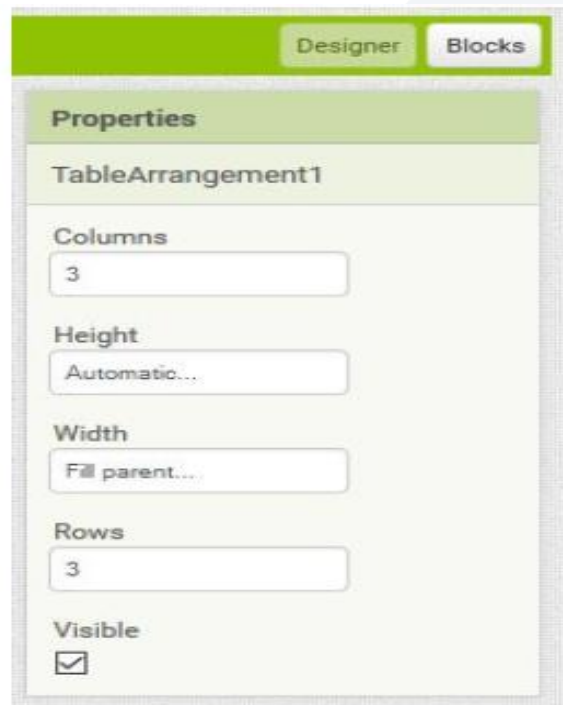 Designer Blocks
Properties
TableArrangement1
Columns
3
Height
Automatic...
Width
Fill parent...
Rows
3
Visible